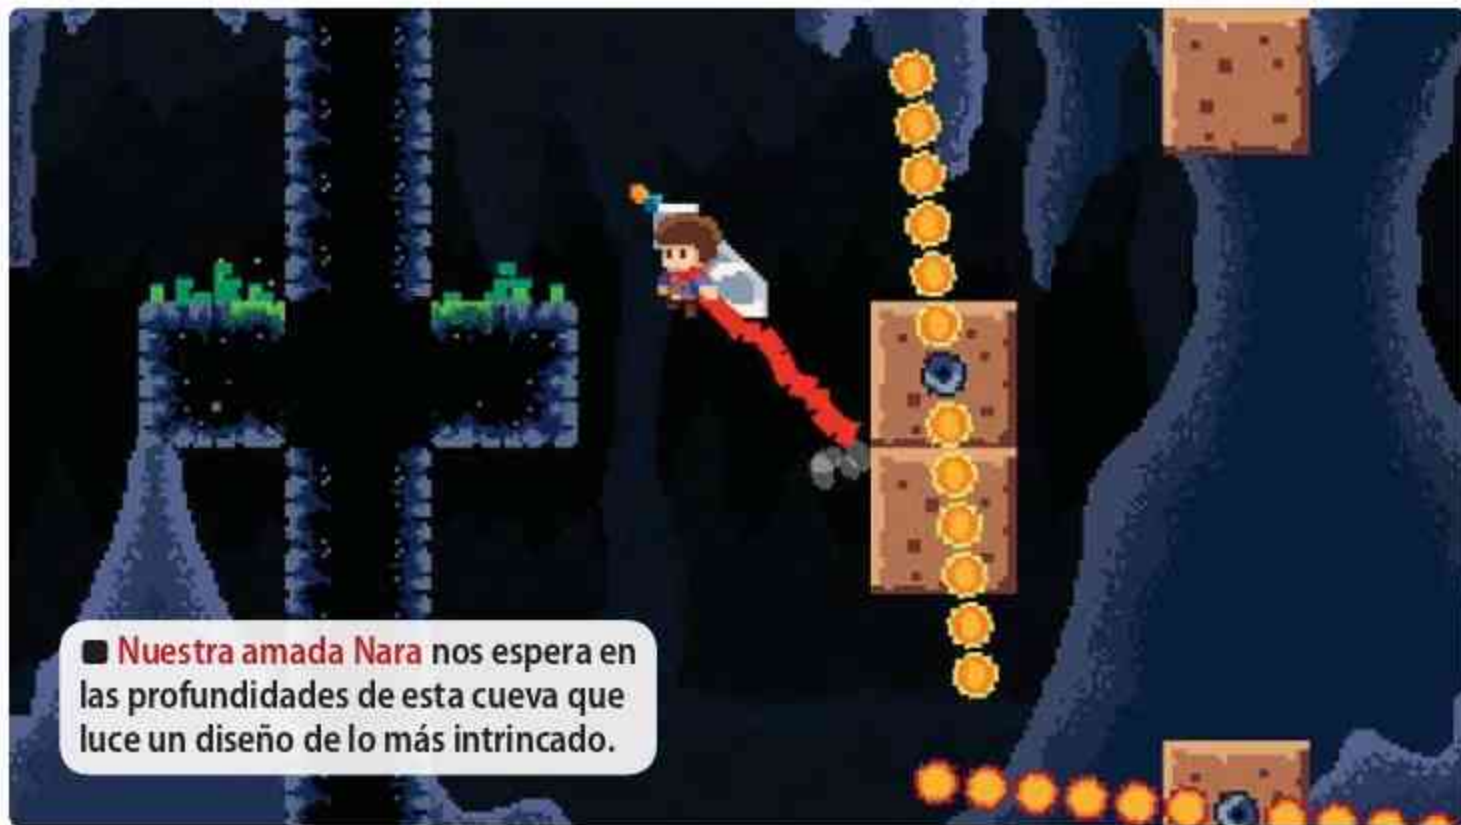 ■ Nuestra amada Nara nos espera en
las profundidades de esta cueva que
luce un diseño de lo más intrincado.